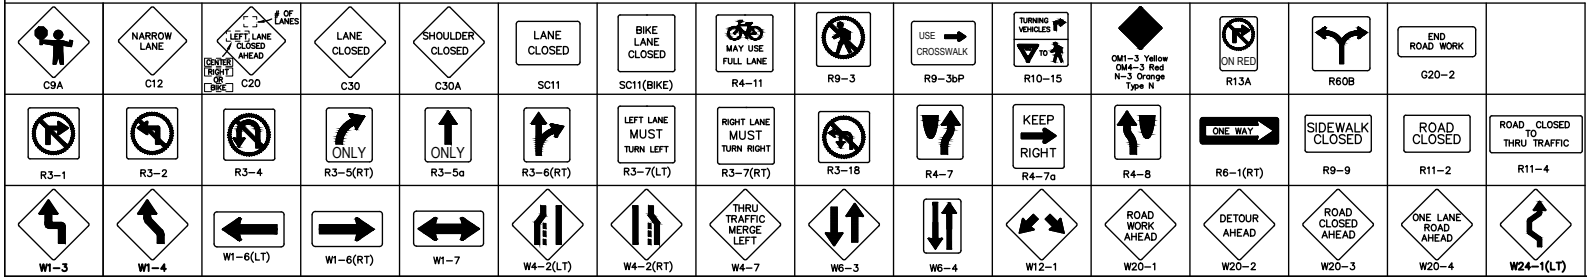 C9A
NARROW
LANE
C12
# OF
LANES
LEFT LANE
CLOSED
AHEAD
CENTER
OR
RIGHT
OR
BIKE
C20
LANE
CLOSED
C30
SHOULDER
CLOSED
C30A
LANE
CLOSED
SC11
BIKE
LANE
CLOSED
SC11(BIKE)
MAY USE
FULL LANE
R4-11
R9-3
USE
CROSSWALK
R9-3bP
TURNING
VEHICLES
TO
R10-15
OM1-3 Yellow
OM4-3 Red
N-3 Orange
Type N
ON RED
R13A
R60B
END
ROAD WORK
G20-2
R3-1
R3-2
R3-4
ONLY
R3-5(RT)
ONLY
R3-5a
R3-6(RT)
LEFT LANE
MUST
TURN LEFT
R3-7(LT)
RIGHT LANE
MUST
TURN RIGHT
R3-7(RT)
R3-18
R4-7
KEEP
RIGHT
R4-7a
R4-8
ONE WAY
R6-1(RT)
SIDEWALK
CLOSED
R9-9
ROAD
CLOSED
R11-2
ROAD CLOSED
TO
THRU TRAFFIC
R11-4
W1-3
W1-4
W1-6(LT)
W1-6(RT)
W1-7
W4-2(LT)
W4-2(RT)
THRU
TRAFFIC
MERGE
LEFT
W4-7
W6-3
W6-4
W12-1
ROAD
WORK
AHEAD
W20-1
DETOUR
AHEAD
W20-2
ROAD
CLOSED
AHEAD
W20-3
ONE LANE
ROAD
AHEAD
W20-4
W24-1(LT)